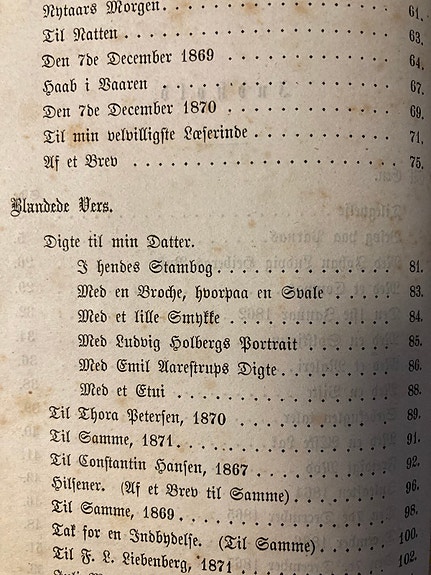 Nytaars Morgen . . . . . . . . . . . . . . 61.
Til Natten . . . . . . . . . . . . . . . . 63.
Den 7de December 1869 . . . . . . . . . . . 64.
Haab i Vaaren . . . . . . . . . . . . . . . 67.
Den 7de December 1870 . . . . . . . . . . . 69.
Til min velvilligste Læserinde . . . . . . . . 71.
Af et Brev . . . . . . . . . . . . . . . . 75.
Blandede Vers.
Digte til min Datter.
I hendes Stambog . . . . . . . . . . . . 81.
Med en Broche, hvorpaa en Svale . . . . . . 83.
Med et lille Smykke . . . . . . . . . . . 84.
Med Ludvig Holbergs Portrait . . . . . . . 85.
Med Emil Aarestrups Digte . . . . . . . . 86.
Med et Etui . . . . . . . . . . . . . . 88.
Til Thora Petersen, 1870 . . . . . . . . . . 89.
Til Samme, 1871 . . . . . . . . . . . . . . 91.
Til Constantin Hansen, 1867 . . . . . . . . . 92.
Hilsener. (Af et Brev til Samme) . . . . . . . 96.
Til Samme, 1869 . . . . . . . . . . . . . . 98.
Tak for en Indbydelse. (Til Samme) . . . . . . 100.
Til F. L. Liebenberg, 1871 . . . . . . . . . . 102.